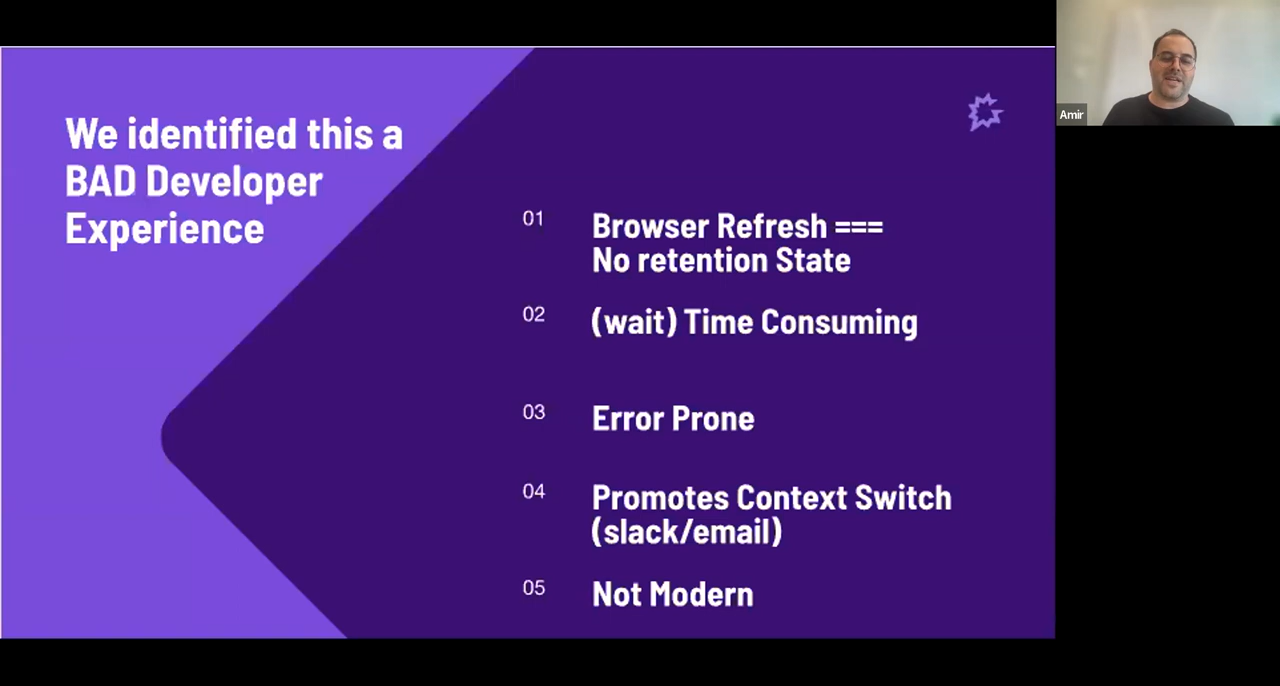 We identified this a
BAD Developer
Experience
01
Browser Refresh ===
No retention State
02
(wait) Time Consuming
03
Error Prone
04
Promotes Context Switch
(slack/email)
05
Not Modern
Amir